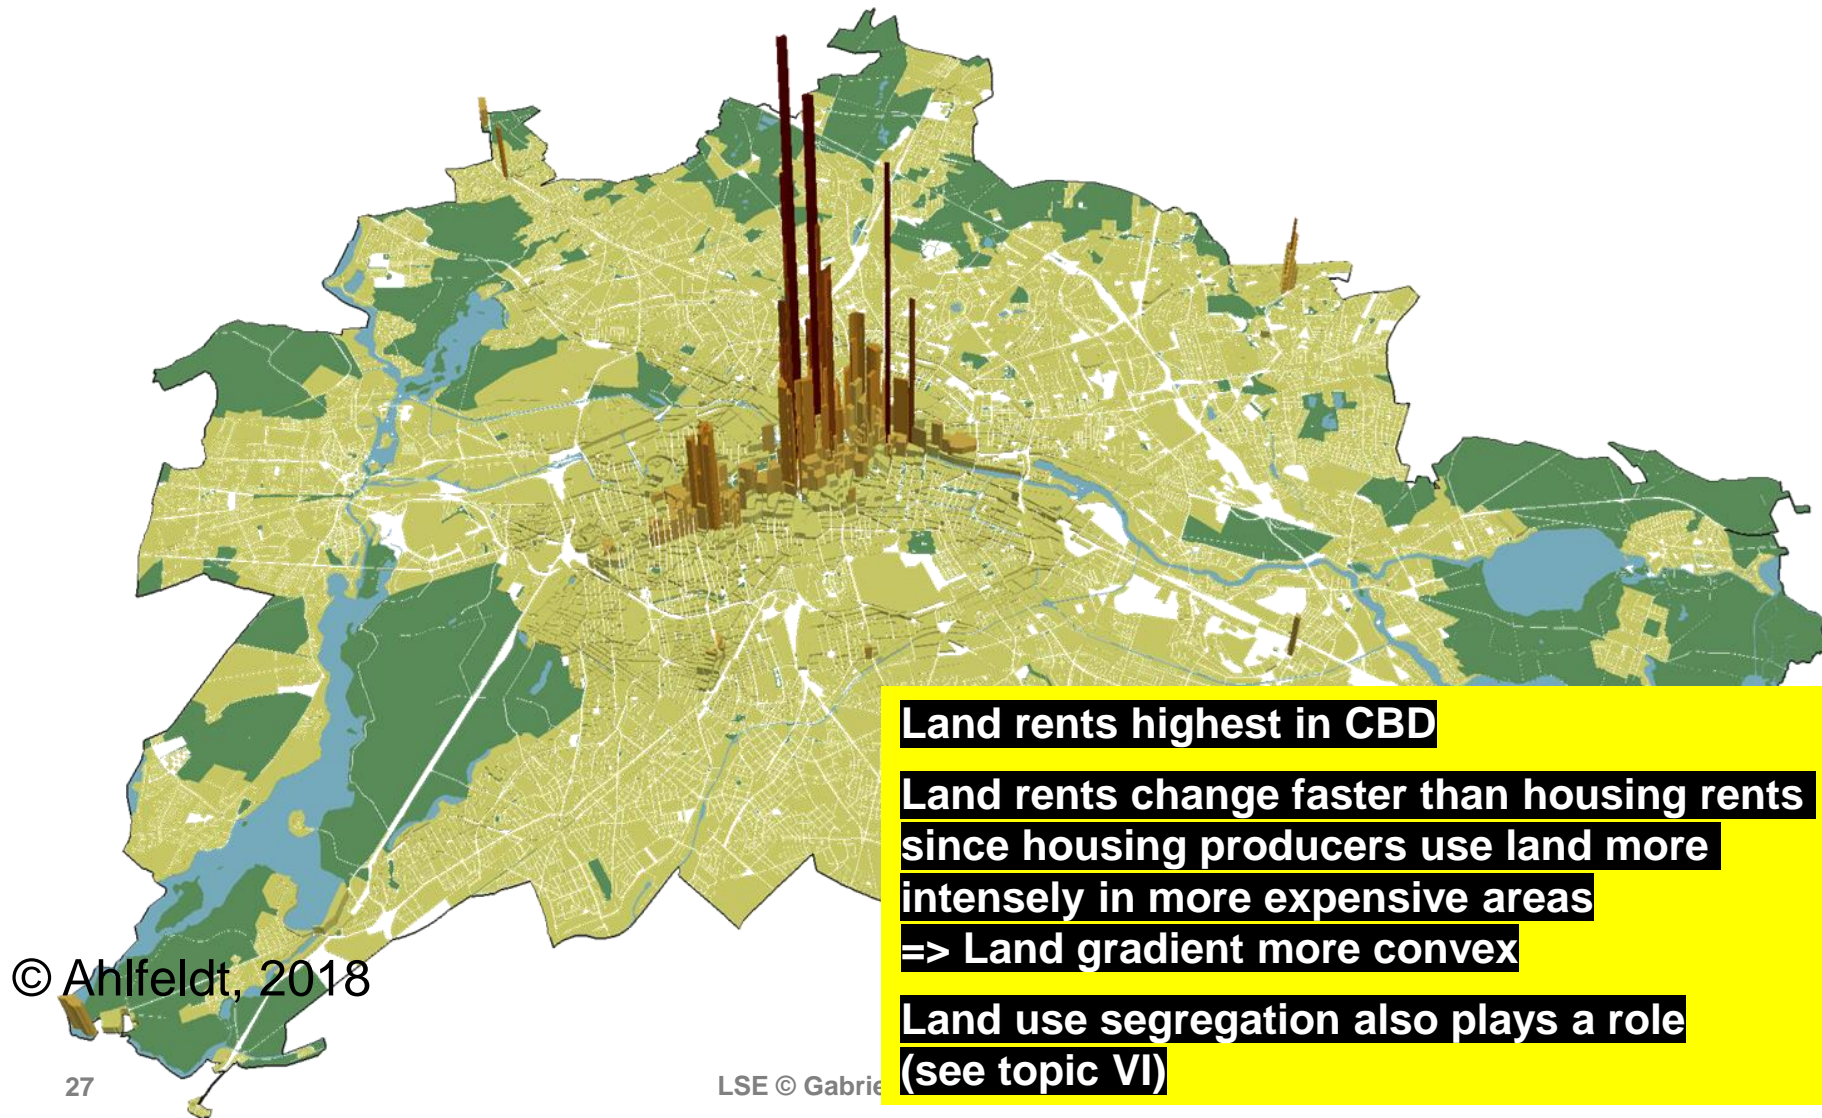 Land rents highest in CBD
Land rents change faster than housing rents
since housing producers use land more
intensely in more expensive areas
=> Land gradient more convex
Land use segregation also plays a role
(see topic VI)
© Ahlfeldt, 2018
27
LSE © Gabrie